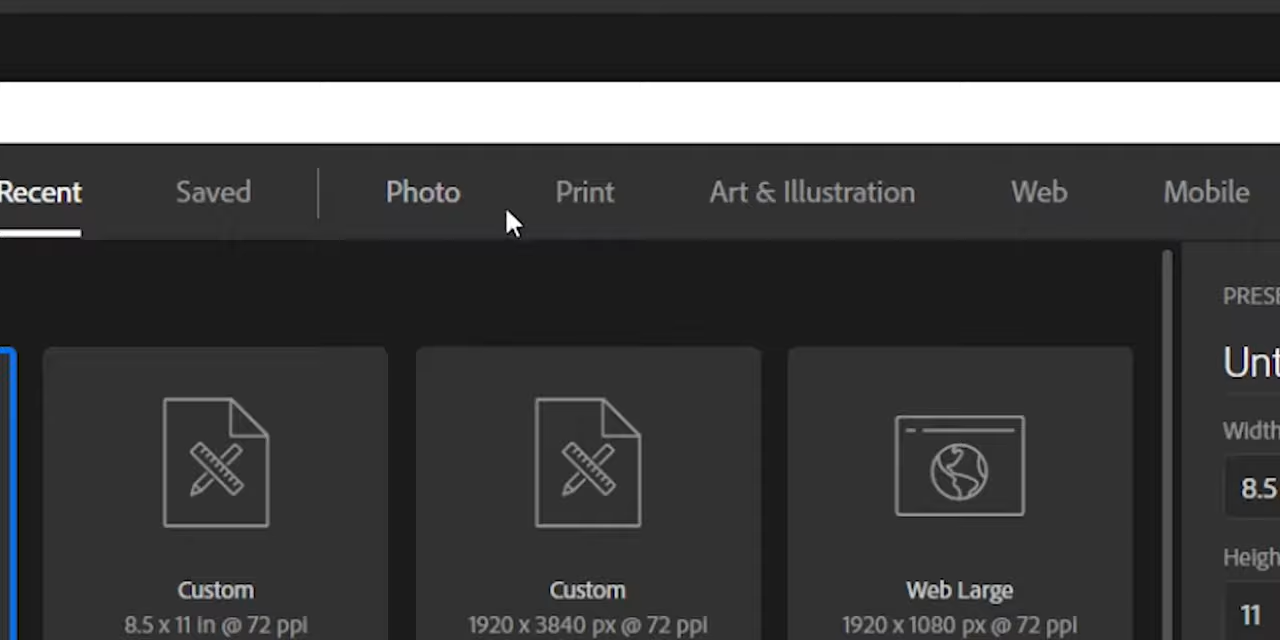 Recent Saved Photo Print Art & Illustration Web Mobile
Custom
8.5 x 11 in @ 72 ppi
Custom
1920 x 3840 px @ 72 ppi
Web Large
1920 x 1080 px @ 72 ppi
PRESE
Unt
Width
8.5
Heigh
11